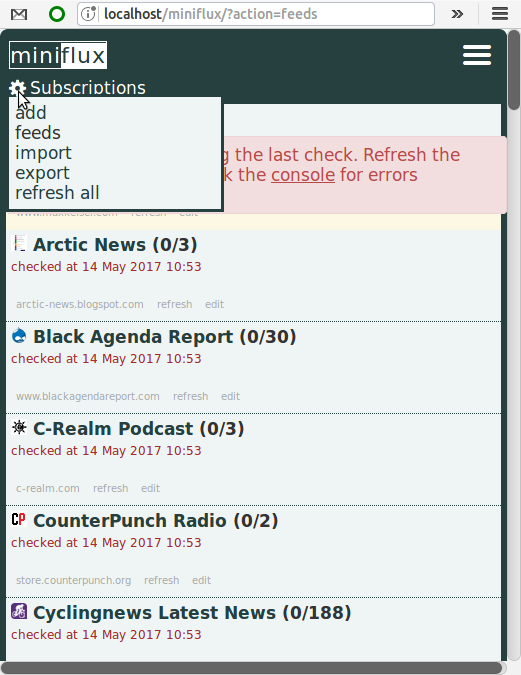 localhost/miniflux/?action=feeds
miniflux
Subscriptions
add
feeds
import
export
refresh all
g the last check. Refresh the
k the console for errors
www.maxkeiser.com refresh edit
Arctic News (0/3)
checked at 14 May 2017 10:53
arctic-news.blogspot.com refresh edit
Black Agenda Report (0/30)
checked at 14 May 2017 10:53
www.blackagendareport.com refresh edit
C-Realm Podcast (0/3)
checked at 14 May 2017 10:53
c-realm.com refresh edit
CP CounterPunch Radio (0/2)
checked at 14 May 2017 10:53
store.counterpunch.org refresh edit
Cyclingnews Latest News (0/188)
checked at 14 May 2017 10:53